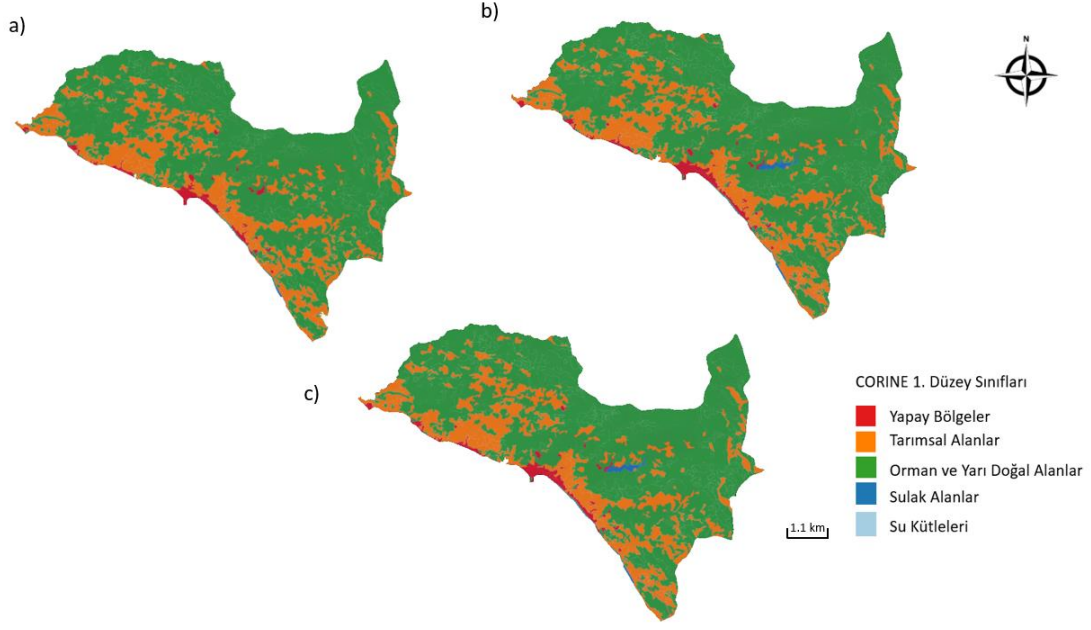 a)
b)
N
c)
CORINE 1. Düzey Sınıfları
Yapay Bölgeler
Tarımsal Alanlar
Orman ve Yarı Doğal Alanlar
Sulak Alanlar
Su Kütleleri
1.1 km